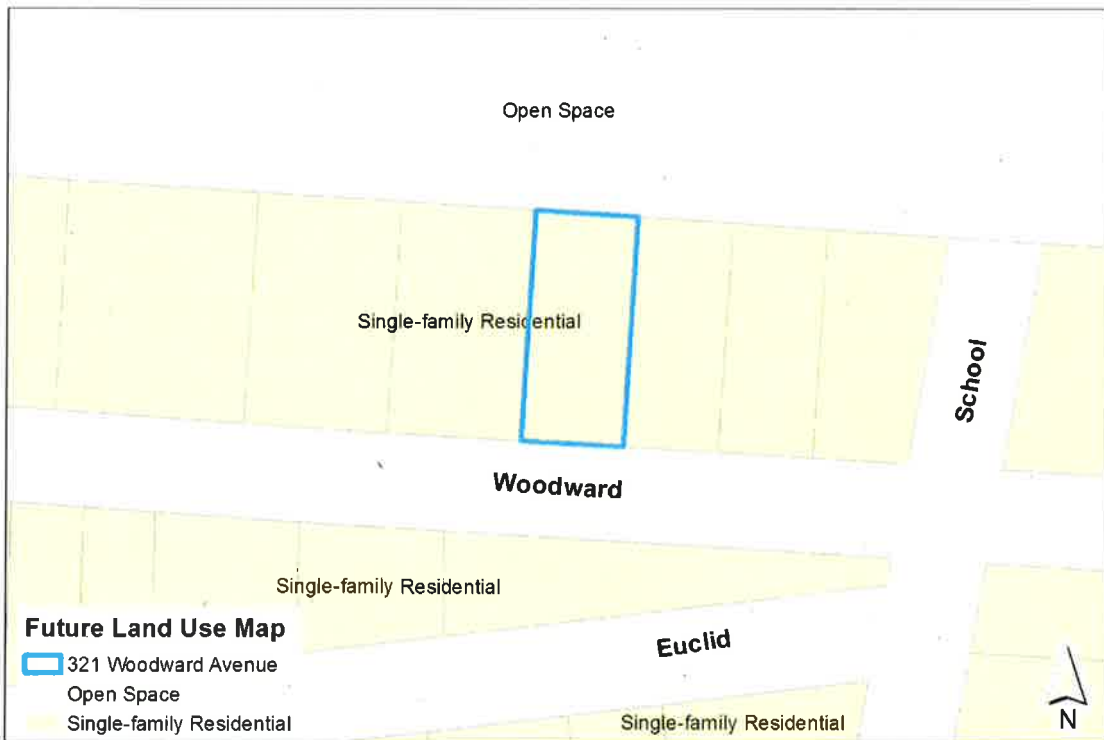 Open Space
Single-family Residential
School
Woodward
Single-family Residential
Euclid
Future Land Use Map
321 Woodward Avenue
Open Space
Single-family Residential
Single-family Residential
N